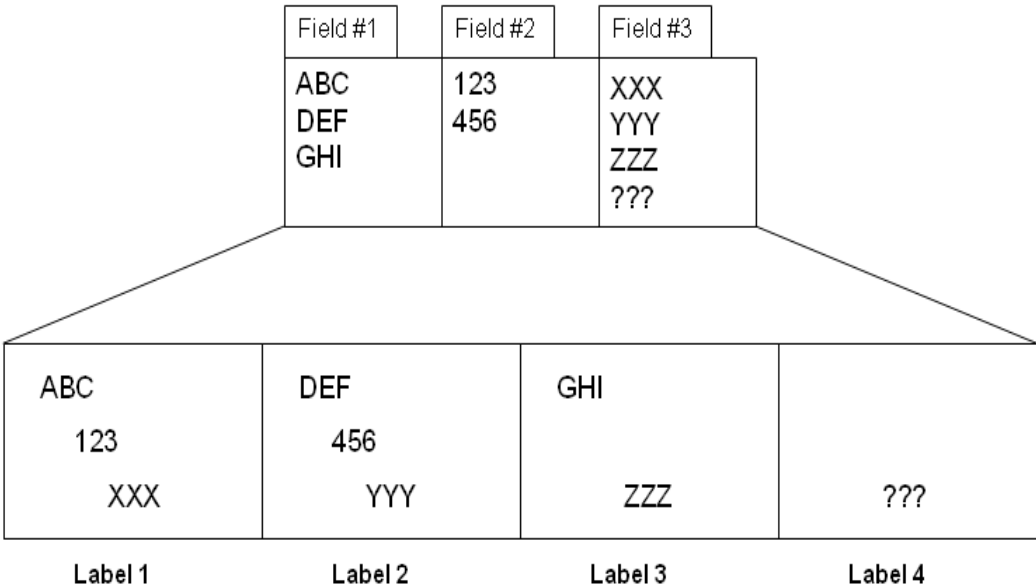 Field #1 Field #2 Field #3
ABC 123 XXX
DEF 456 YYY
GHI ZZZ
???
ABC DEF GHI
123 456
XXX YYY ZZZ ???
Label 1 Label 2 Label 3 Label 4